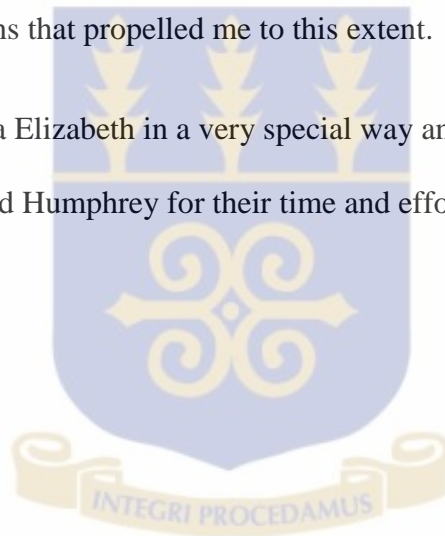 ns that propelled me to this extent.
a Elizabeth in a very special way an
d Humphrey for their time and effo
INTEGRI PROCEDAMUS